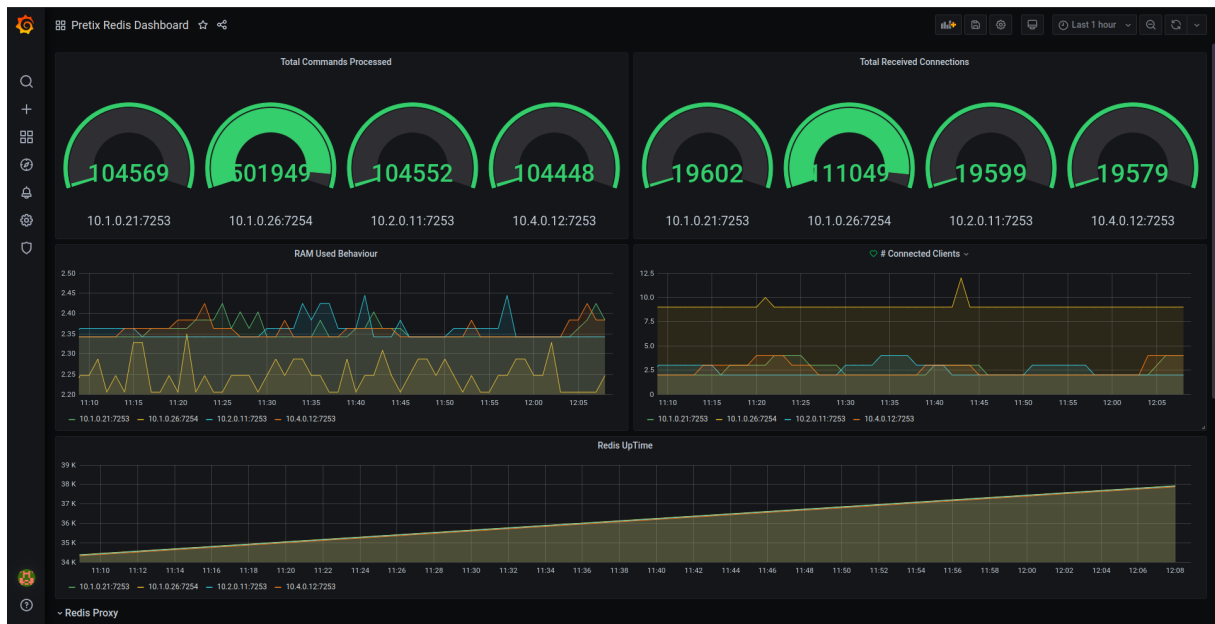 Pretix Redis Dashboard
Last 1 hour
Total Commands Processed
104569 501949 104552 104448
10.1.0.21:7253 10.1.0.26:7254 10.2.0.11:7253 10.4.0.12:7253
Total Received Connections
19602 111049 19599 19579
10.1.0.21:7253 10.1.0.26:7254 10.2.0.11:7253 10.4.0.12:7253
RAM Used Behaviour
2.50
2.45
2.40
2.35
2.30
2.25
2.20
11:10 11:15 11:20 11:25 11:30 11:35 11:40 11:45 11:50 11:55 12:00 12:05
10.1.0.21:7253 10.1.0.26:7254 10.2.0.11:7253 10.4.0.12:7253
# Connected Clients
12.5
10.0
7.5
5.0
2.5
0
11:10 11:15 11:20 11:25 11:30 11:35 11:40 11:45 11:50 11:55 12:00 12:05
10.1.0.21:7253 10.1.0.26:7254 10.2.0.11:7253 10.4.0.12:7253
Redis UpTime
39 K
38 K
37 K
36 K
35 K
34 K
11:10 11:12 11:14 11:16 11:18 11:20 11:22 11:24 11:26 11:28 11:30 11:32 11:34 11:36 11:38 11:40 11:42 11:44 11:46 11:48 11:50 11:52 11:54 11:56 11:58 12:00 12:02 12:04 12:06 12:08
10.1.0.21:7253 10.1.0.26:7254 10.2.0.11:7253 10.4.0.12:7253
Redis Proxy